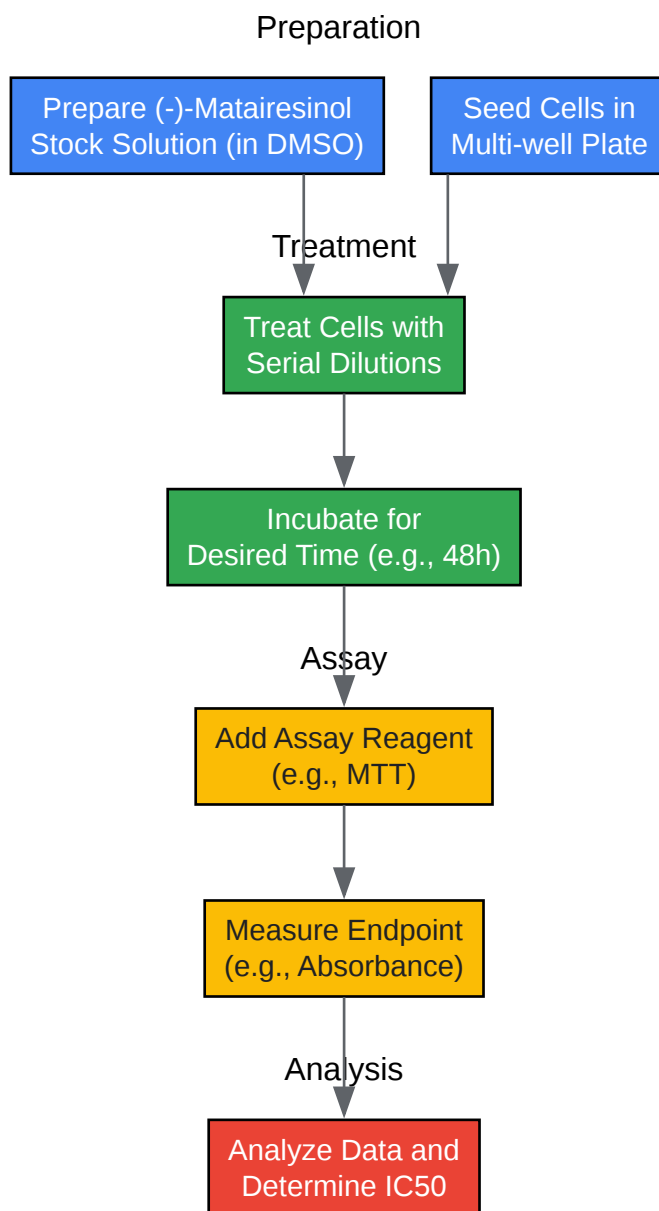 Preparation
Prepare (-)-Matairesinol
Stock Solution (in DMSO)
Seed Cells in
Multi-well Plate
Treatment
Treat Cells with
Serial Dilutions
Incubate for
Desired Time (e.g., 48h)
Assay
Add Assay Reagent
(e.g., MTT)
Measure Endpoint
(e.g., Absorbance)
Analysis
Analyze Data and
Determine IC50